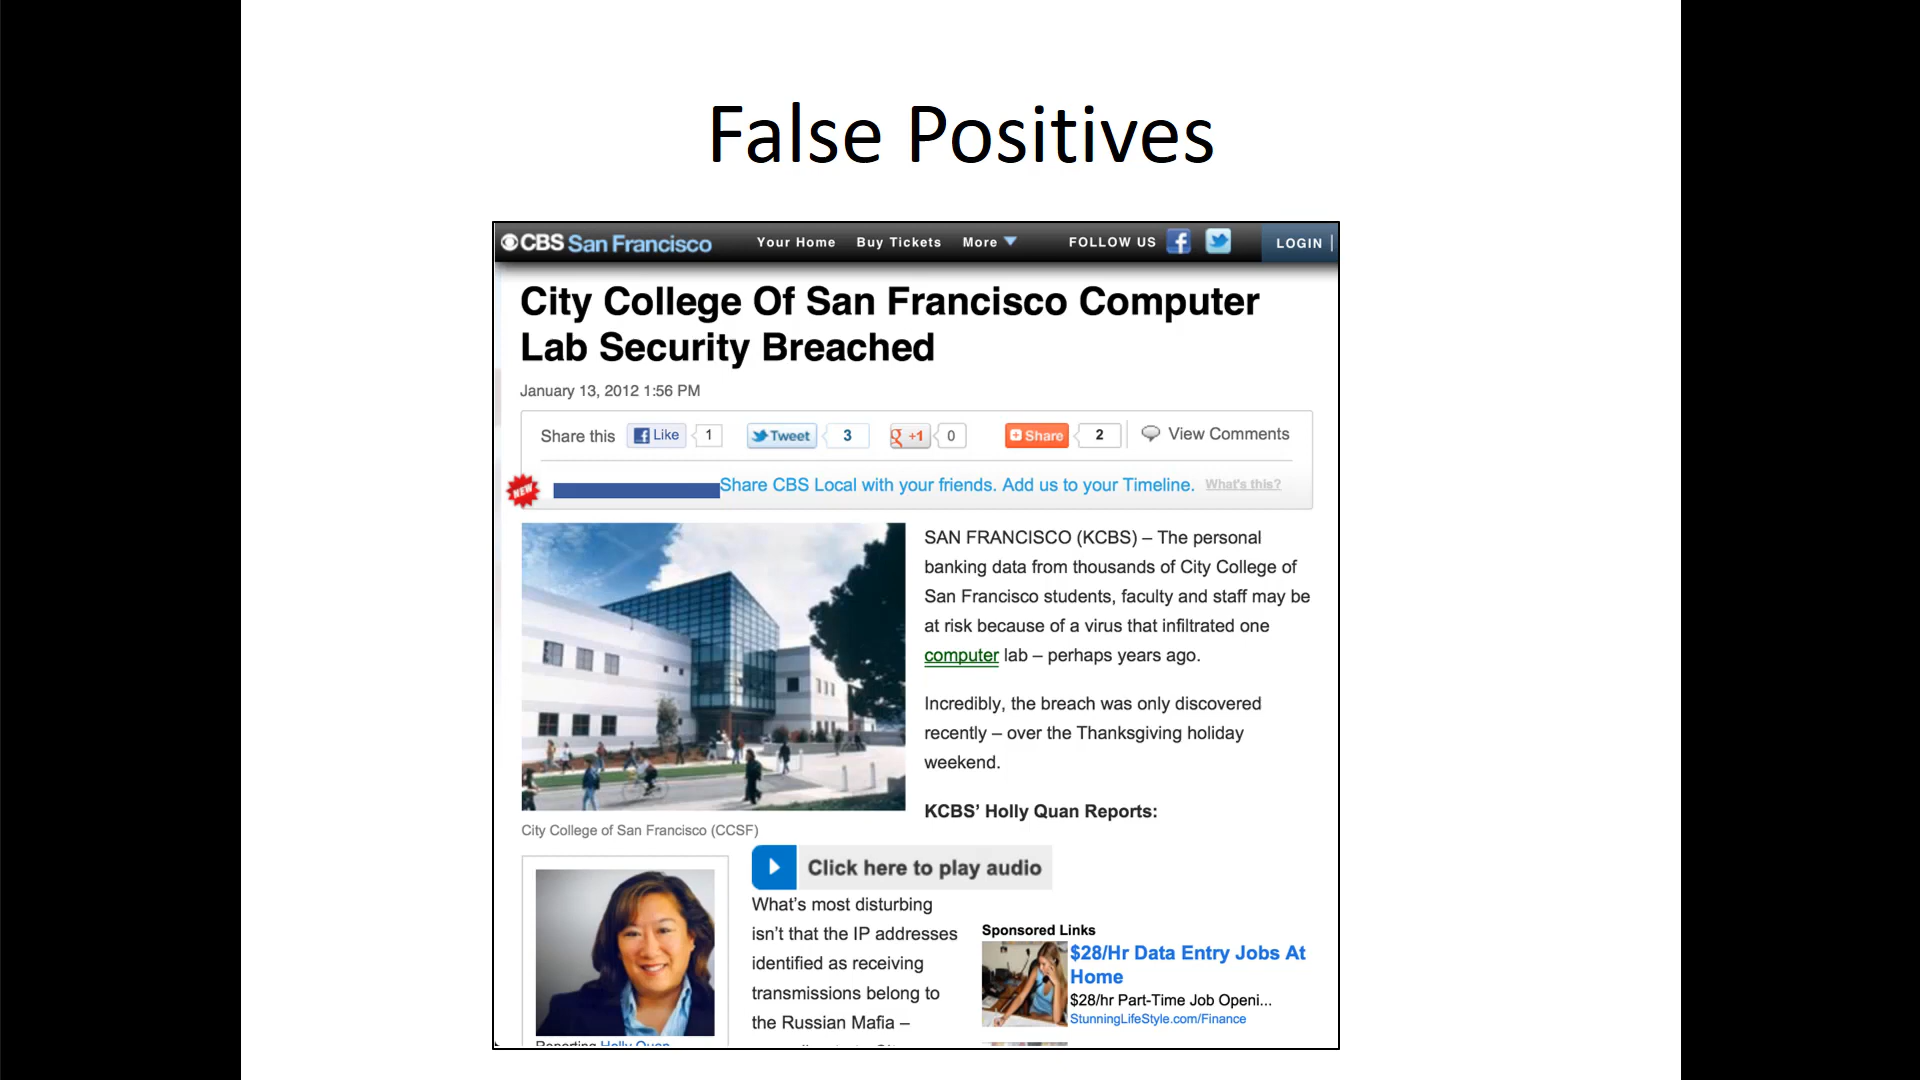 False Positives
CBS San Francisco Your Home Buy Tickets More FOLLOW US LOGIN |
City College Of San Francisco Computer
Lab Security Breached
January 13, 2012 1:56 PM
Share this Like 1 Tweet 3 +1 0 Share 2 View Comments
NEW Share CBS Local with your friends. Add us to your Timeline. What's this?
SAN FRANCISCO (KCBS) – The personal
banking data from thousands of City College of
San Francisco students, faculty and staff may be
at risk because of a virus that infiltrated one
computer lab – perhaps years ago.
Incredibly, the breach was only discovered
recently – over the Thanksgiving holiday
weekend.
KCBS’ Holly Quan Reports:
City College of San Francisco (CCSF)
Click here to play audio
What’s most disturbing
isn’t that the IP addresses
identified as receiving
transmissions belong to
the Russian Mafia –
Sponsored Links
$28/Hr Data Entry Jobs At
Home
$28/hr Part-Time Job Openi...
StunningLifeStyle.com/Finance
Reporting Holly Quan